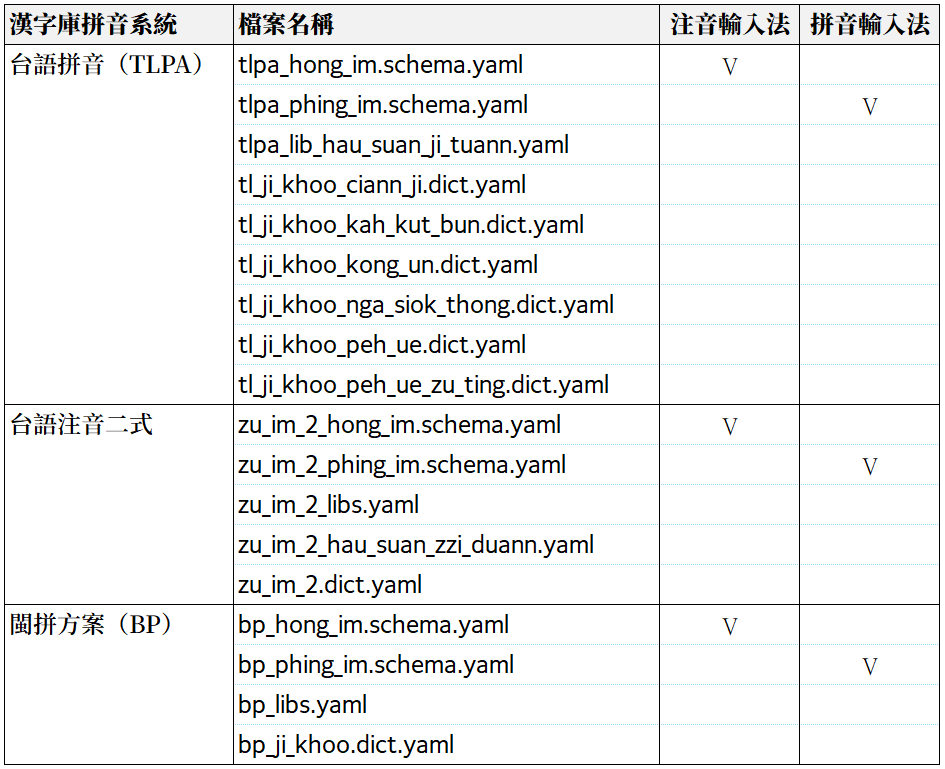 漢字庫拼音系統 檔案名稱 注音輸入法 拼音輸入法
台語拼音（TLPA） tlpa_hong_im.schema.yaml V
tlpa_phing_im.schema.yaml V
tlpa_lib_hau_suan_ji_tuann.yaml
tl_ji_khoo_ciann_ji.dict.yaml
tl_ji_khoo_kah_kut_bun.dict.yaml
tl_ji_khoo_kong_un.dict.yaml
tl_ji_khoo_nga_siok_thong.dict.yaml
tl_ji_khoo_peh_ue.dict.yaml
tl_ji_khoo_peh_ue_zu_ting.dict.yaml
台語注音二式 zu_im_2_hong_im.schema.yaml V
zu_im_2_phing_im.schema.yaml V
zu_im_2_libs.yaml
zu_im_2_hau_suan_zzi_duann.yaml
zu_im_2.dict.yaml
閩拼方案（BP） bp_hong_im.schema.yaml V
bp_phing_im.schema.yaml V
bp_libs.yaml
bp_ji_khoo.dict.yaml